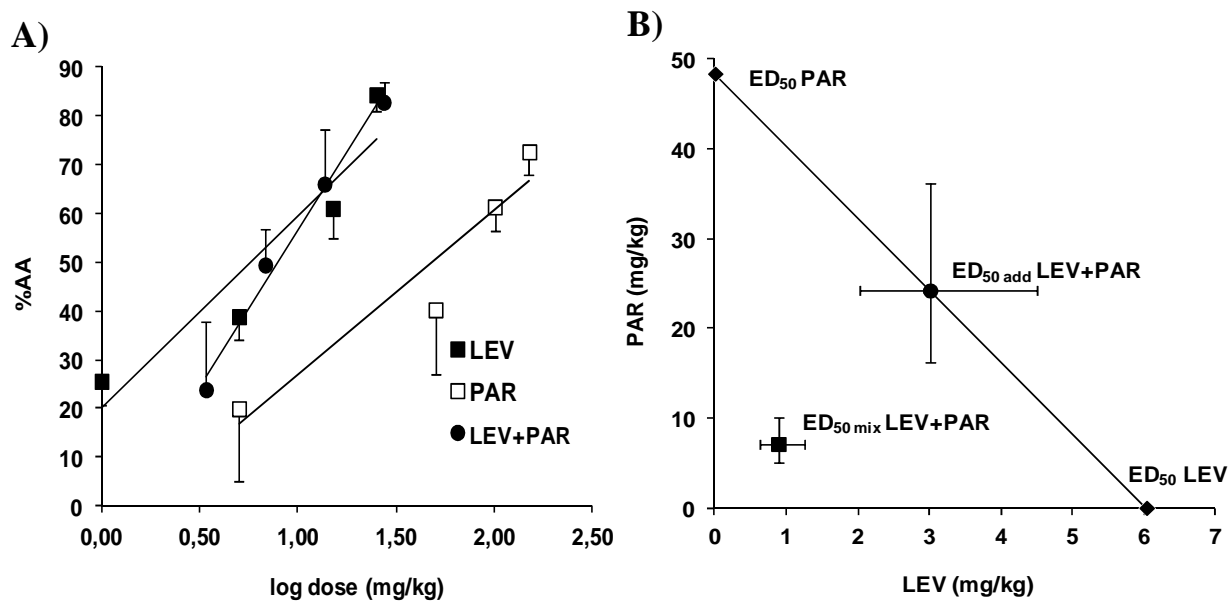 A)
90
80
70
60
50
40
30
20
10
0
%AA
0,00 0,50 1,00 1,50 2,00 2,50
log dose (mg/kg)
LEV
PAR
LEV+PAR
B)
50
40
30
20
10
0
PAR (mg/kg)
0 1 2 3 4 5 6 7
LEV (mg/kg)
ED50 PAR
ED50 add LEV+PAR
ED50 mix LEV+PAR
ED50 LEV